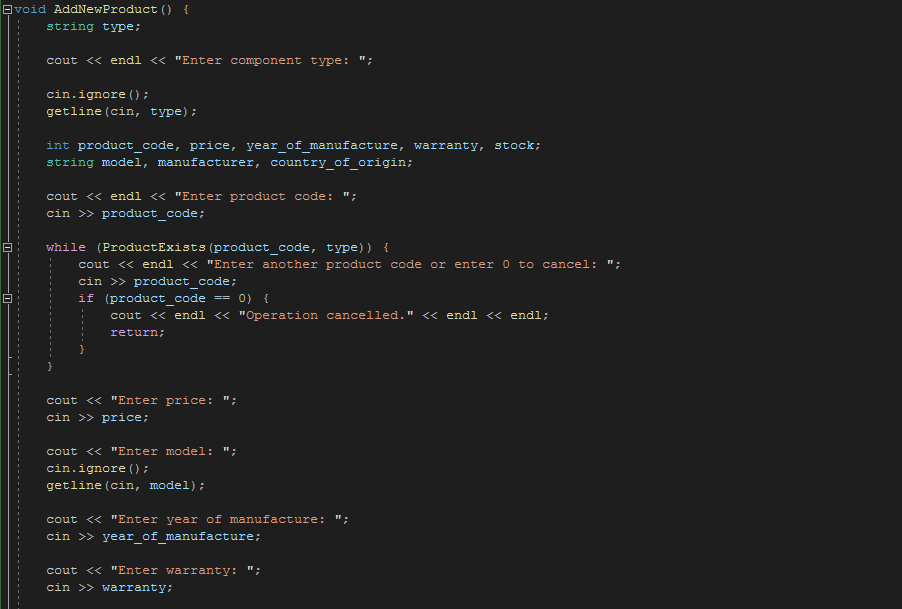 void AddNewProduct() {
string type;
cout << endl << "Enter component type: ";
cin.ignore();
getline(cin, type);
int product_code, price, year_of_manufacture, warranty, stock;
string model, manufacturer, country_of_origin;
cout << endl << "Enter product code: ";
cin >> product_code;
while (ProductExists(product_code, type)) {
cout << endl << "Enter another product code or enter 0 to cancel: ";
cin >> product_code;
if (product_code == 0) {
cout << endl << "Operation cancelled." << endl << endl;
return;
}
}
cout << "Enter price: ";
cin >> price;
cout << "Enter model: ";
cin.ignore();
getline(cin, model);
cout << "Enter year of manufacture: ";
cin >> year_of_manufacture;
cout << "Enter warranty: ";
cin >> warranty;